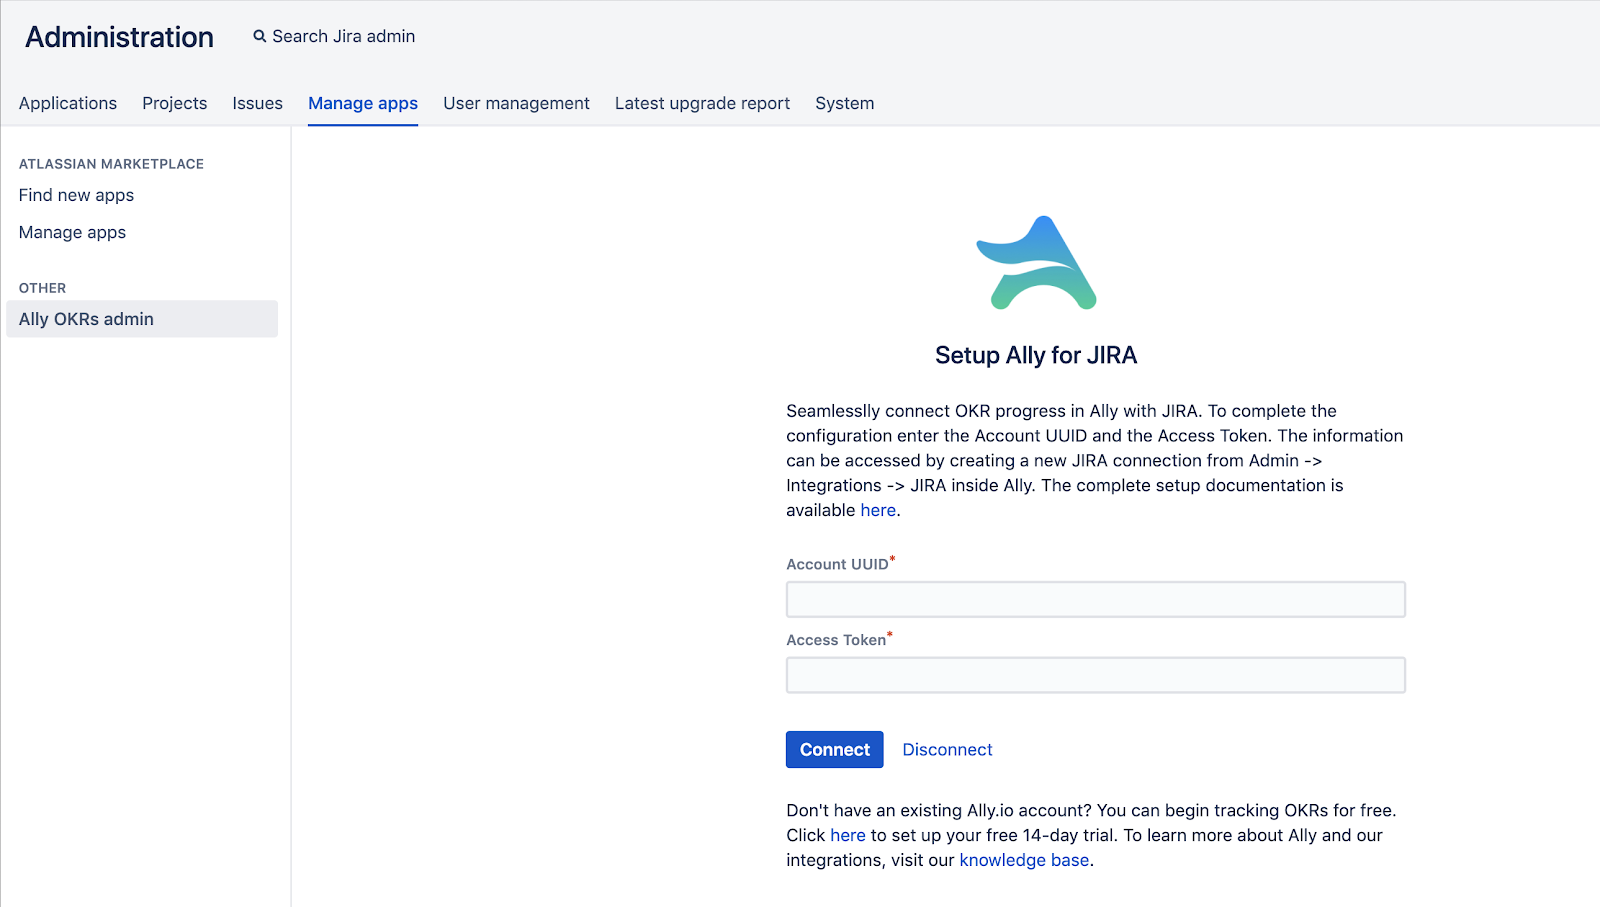 Administration
Search Jira admin
Applications Projects Issues Manage apps User management Latest upgrade report System
ATLASSIAN MARKETPLACE
Find new apps
Manage apps
OTHER
Ally OKRs admin
Setup Ally for JIRA
Seamlesslly connect OKR progress in Ally with JIRA. To complete the
configuration enter the Account UUID and the Access Token. The information
can be accessed by creating a new JIRA connection from Admin ->
Integrations -> JIRA inside Ally. The complete setup documentation is
available here.
Account UUID*
Access Token*
Connect Disconnect
Don't have an existing Ally.io account? You can begin tracking OKRs for free.
Click here to set up your free 14-day trial. To learn more about Ally and our
integrations, visit our knowledge base.